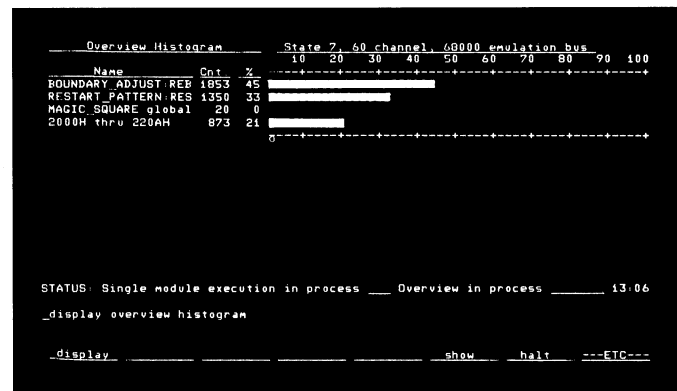 Overview Histogram State 7, 60 channel, 68000 emulation bus
10 20 30 40 50 60 70 80 90 100
Name Cnt % ----+---+---+---+---+---+---+---+---+---+
BOUNDARY_ADJUST:REB 1853 45
RESTART_PATTERN:RES 1350 33
MAGIC_SQUARE global 20 0
2000H thru 220AH 873 21
0---+---+---+---+---+---+---+---+---+---+
STATUS: Single module execution in process ___ Overview in process _______ 13:06
_display overview histogram
_display show halt ---ETC---